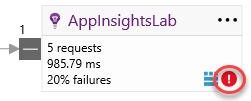 1
AppInsightsLab
5 requests
985.79 ms
20% failures